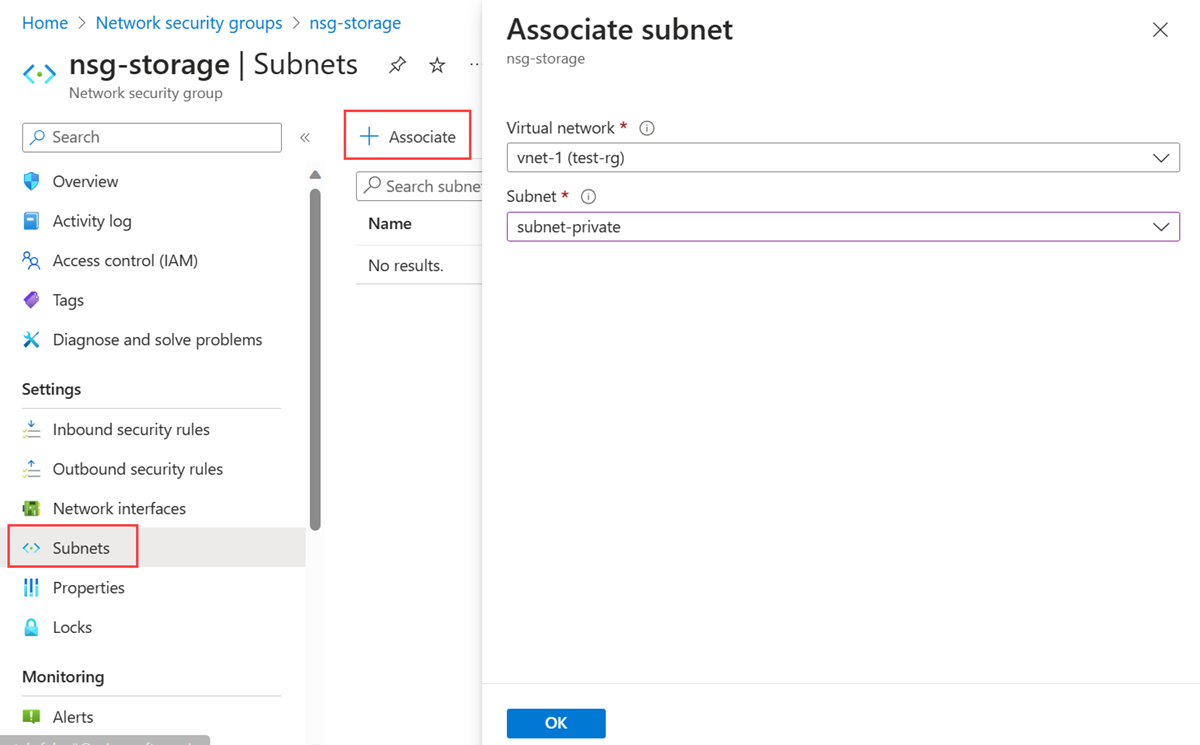 Home > Network security groups > nsg-storage
nsg-storage | Subnets
Network security group
Search
Overview
Activity log
Access control (IAM)
Tags
Diagnose and solve problems
Settings
Inbound security rules
Outbound security rules
Network interfaces
Subnets
Properties
Locks
Monitoring
Alerts
Associate
Search subne
Name
No results.
Associate subnet
nsg-storage
Virtual network *
vnet-1 (test-rg)
Subnet *
subnet-private
OK